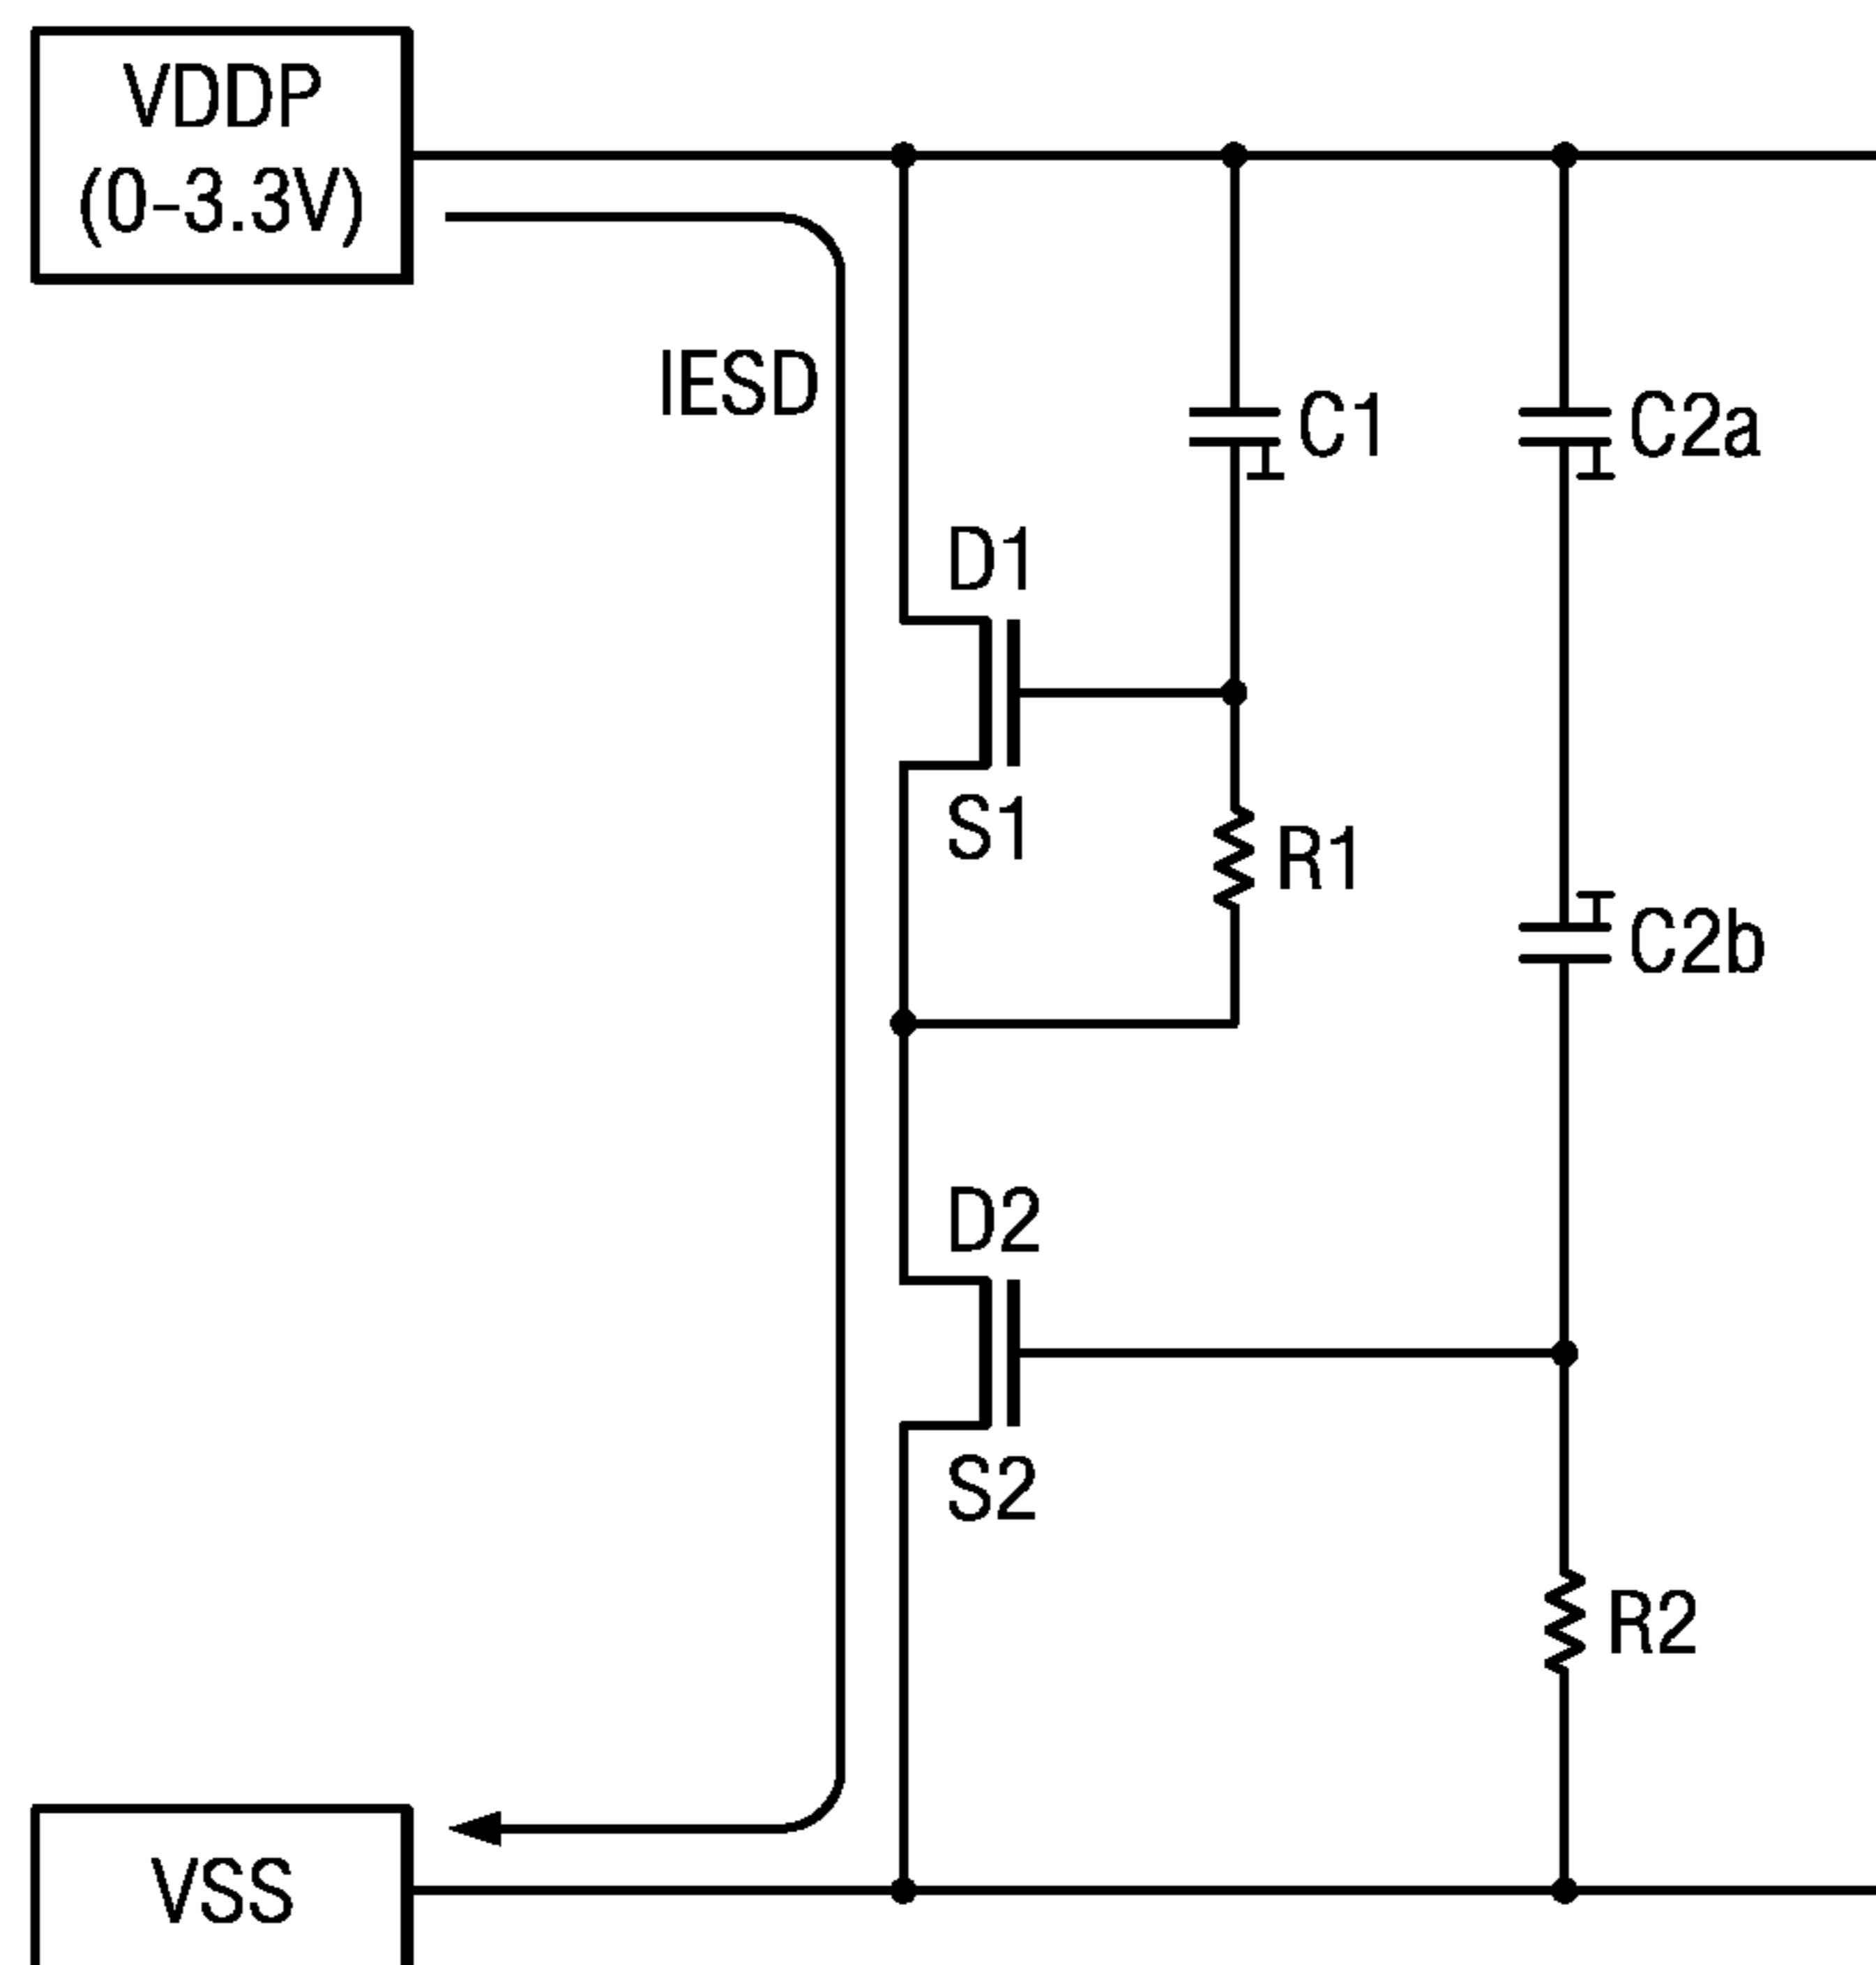 VDDP
(0-3.3V)
IESD
C1
C2a
D1
S1
R1
C2b
D2
S2
R2
VSS